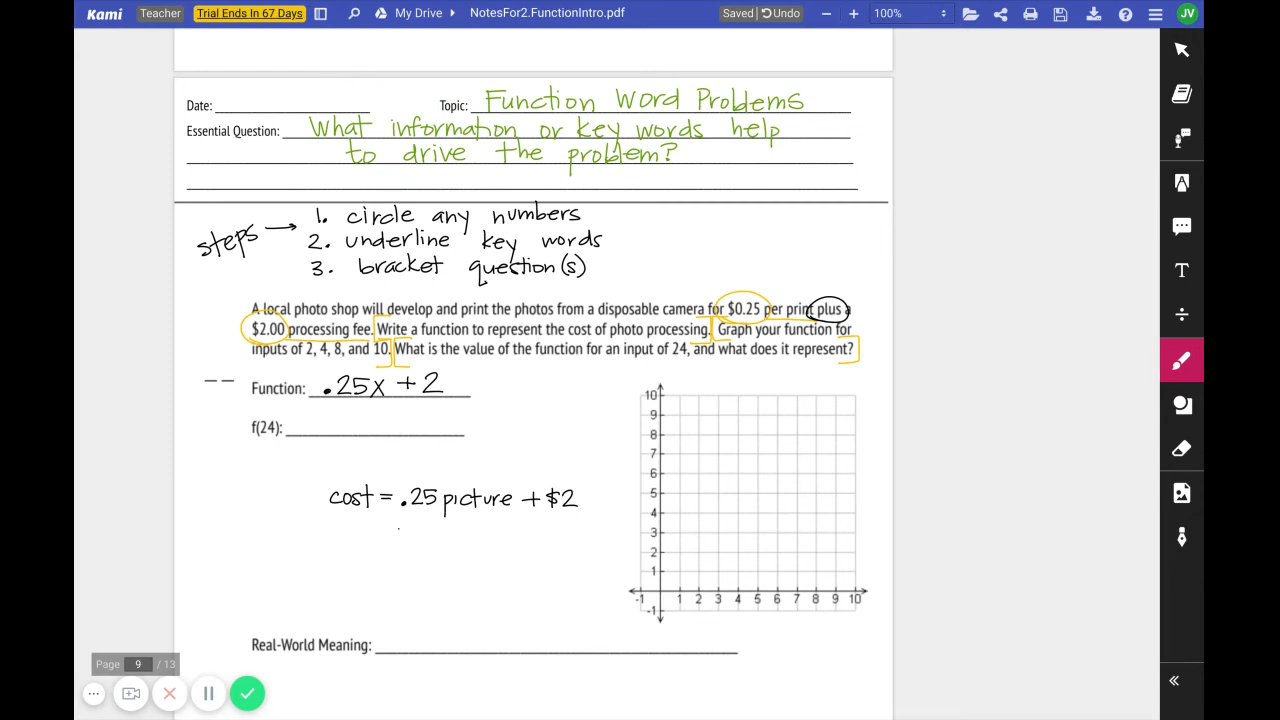 Kami Teacher Trial Ends In 67 Days My Drive NotesFor2.FunctionIntro.pdf Saved Undo 100% JV
Date: Topic: Function Word Problems
Essential Question: What information or key words help
to drive the problem?
steps → 1. circle any numbers
2. underline key words
3. bracket question(s)
A local photo shop will develop and print the photos from a disposable camera for $0.25 per print plus a
$2.00 processing fee. Write a function to represent the cost of photo processing. Graph your function for
inputs of 2, 4, 8, and 10. What is the value of the function for an input of 24, and what does it represent?
Function: .25x + 2
f(24):
cost = .25 picture + $2
10
9
8
7
6
5
4
3
2
1
-1 1 2 3 4 5 6 7 8 9 10
-1
Real-World Meaning:
Page 9 / 13